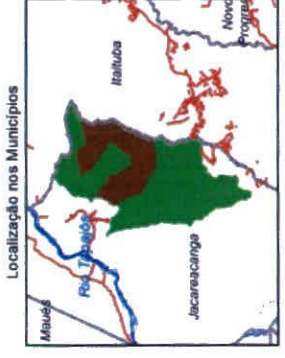 Localização nos Municípios
Maués
Rio Tapajós
Itaituba
Jacareacanga
Novo
Progre